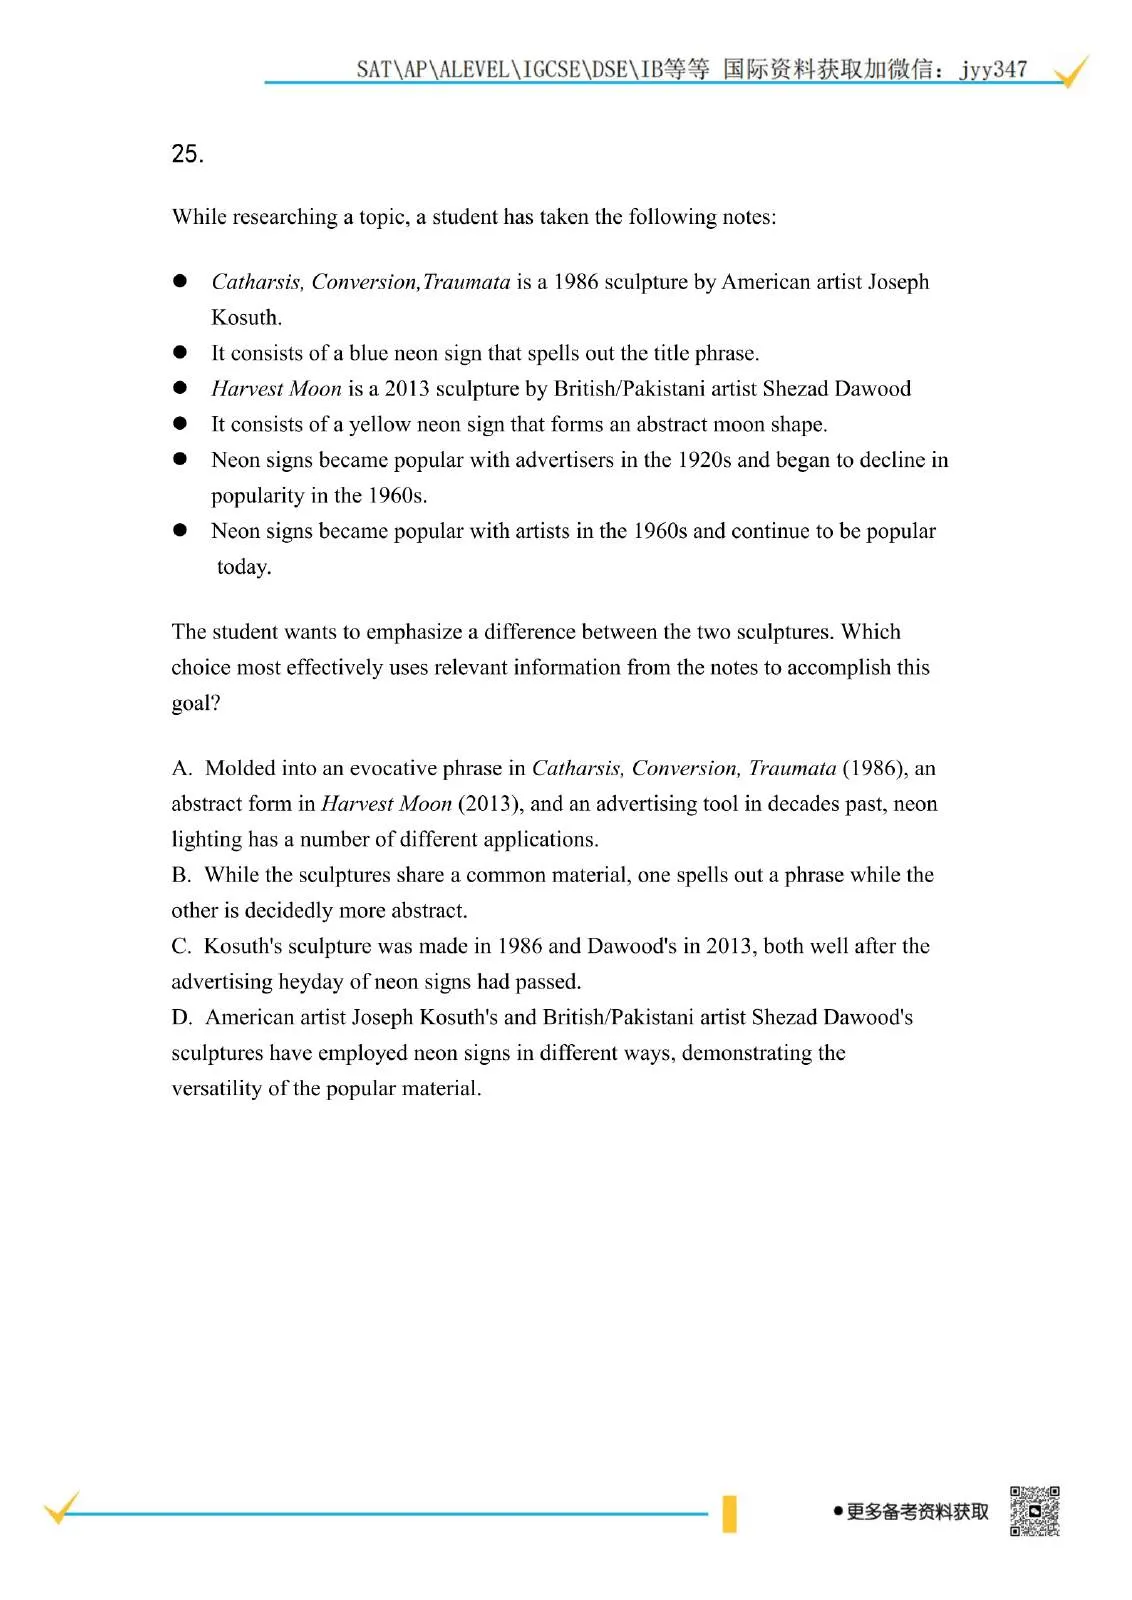 SAT\AP\ALEVEL\IGCSE\DSE\IB等等 国际资料获取加微信：jyy347
25.
While researching a topic, a student has taken the following notes:
● Catharsis, Conversion,Traumata is a 1986 sculpture by American artist Joseph
Kosuth.
● It consists of a blue neon sign that spells out the title phrase.
● Harvest Moon is a 2013 sculpture by British/Pakistani artist Shezad Dawood
● It consists of a yellow neon sign that forms an abstract moon shape.
● Neon signs became popular with advertisers in the 1920s and began to decline in
popularity in the 1960s.
● Neon signs became popular with artists in the 1960s and continue to be popular
today.
The student wants to emphasize a difference between the two sculptures. Which
choice most effectively uses relevant information from the notes to accomplish this
goal?
A. Molded into an evocative phrase in Catharsis, Conversion, Traumata (1986), an
abstract form in Harvest Moon (2013), and an advertising tool in decades past, neon
lighting has a number of different applications.
B. While the sculptures share a common material, one spells out a phrase while the
other is decidedly more abstract.
C. Kosuth's sculpture was made in 1986 and Dawood's in 2013, both well after the
advertising heyday of neon signs had passed.
D. American artist Joseph Kosuth's and British/Pakistani artist Shezad Dawood's
sculptures have employed neon signs in different ways, demonstrating the
versatility of the popular material.
●更多备考资料获取